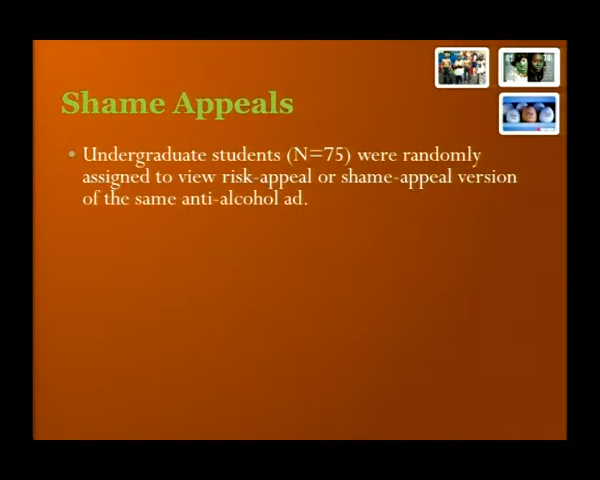 Shame Appeals
• Undergraduate students (N=75) were randomly
assigned to view risk-appeal or shame-appeal version
of the same anti-alcohol ad.